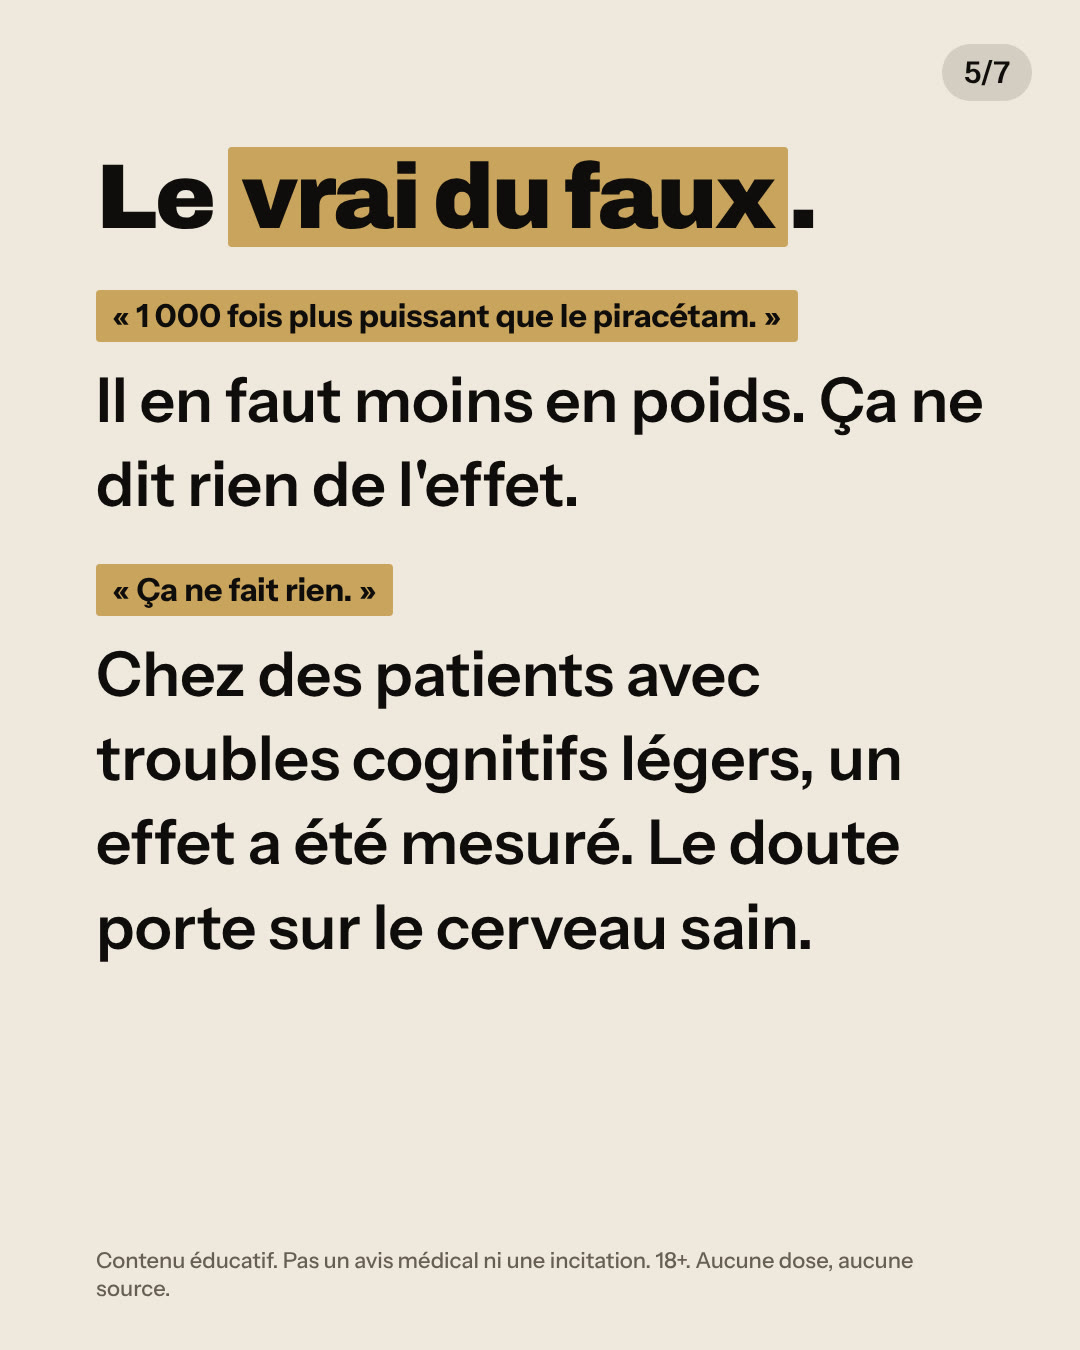 5/7
Le vrai du faux.
« 1 000 fois plus puissant que le piracétam. »
Il en faut moins en poids. Ça ne
dit rien de l'effet.
« Ça ne fait rien. »
Chez des patients avec
troubles cognitifs légers, un
effet a été mesuré. Le doute
porte sur le cerveau sain.
Contenu éducatif. Pas un avis médical ni une incitation. 18+. Aucune dose, aucune
source.